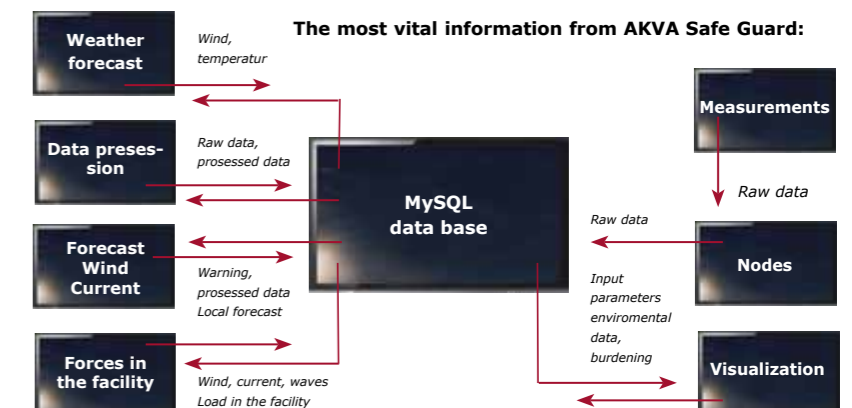 The most vital information from AKVA Safe Guard:
Weather
forecast
Wind,
temperatur
Measurements
Data preses-
sion
Raw data,
prosessed data
MySQL
data base
Raw data
Raw data
Forecast
Wind
Current
Warning,
prosessed data
Local forecast
Nodes
Input
parameters
enviromental
data,
burdening
Forces in
the facility
Wind, current, waves
Load in the facility
Visualization